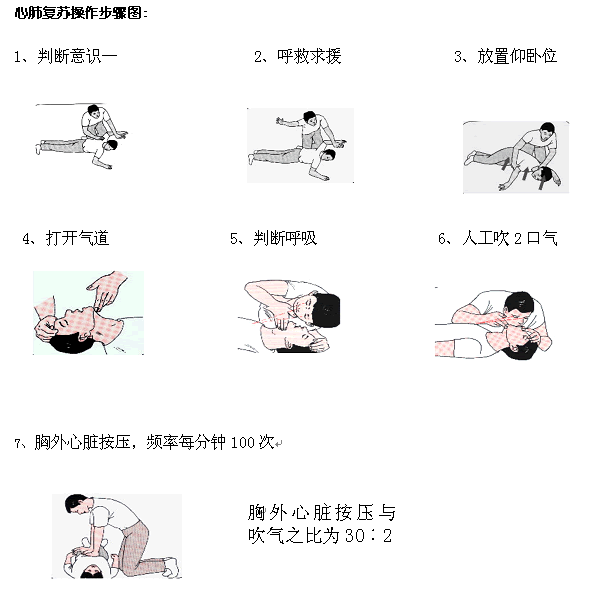 心肺复苏操作步骤图:
1、判断意识一
2、呼救求援
3、放置仰卧位
4、打开气道
5、判断呼吸
6、人工吹2口气
7、胸外心脏按压，频率每分钟100次↵
胸外心脏按压与
吹气之比为30：2